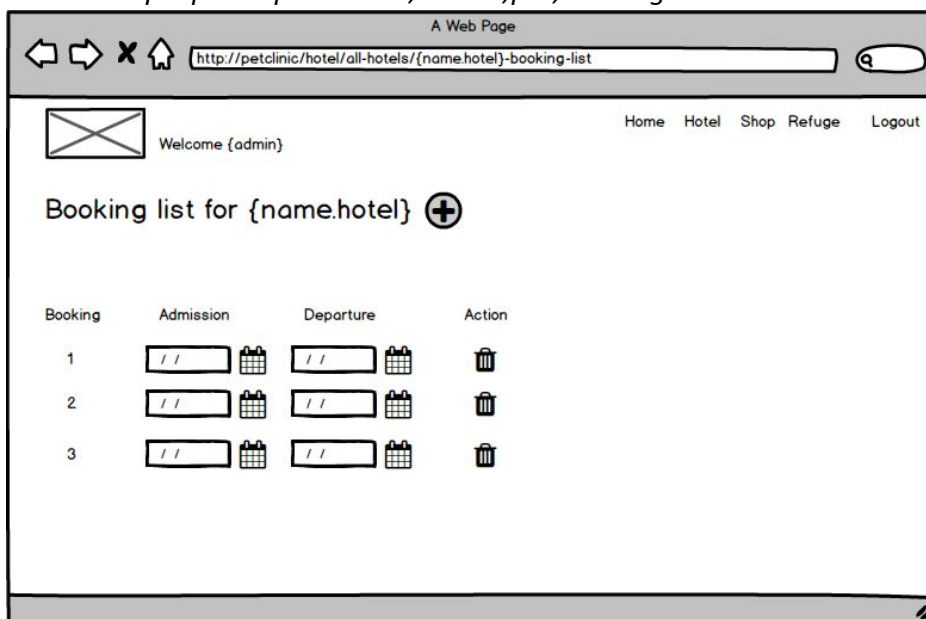 A Web Page
http://petclinic/hotel/all-hotels/{name.hotel}-booking-list
Home Hotel Shop Refuge Logout
Welcome {admin}
Booking list for {name.hotel}
Booking Admission Departure Action
1 / / / /
2 / / / /
3 / / / /